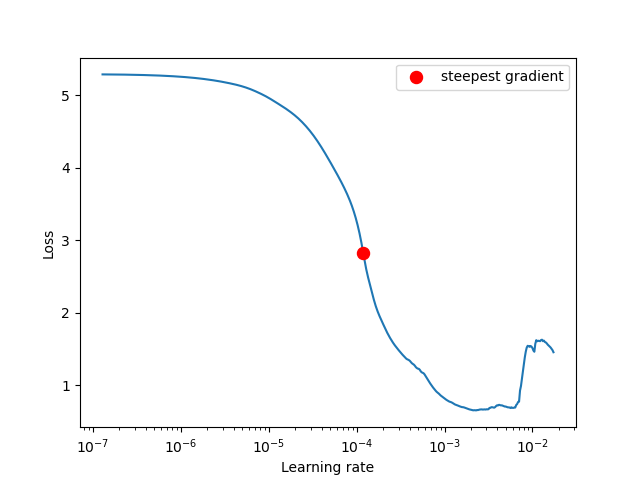 steepest gradient
Loss
5
4
3
2
1
10⁻⁷ 10⁻⁶ 10⁻⁵ 10⁻⁴ 10⁻³ 10⁻²
Learning rate